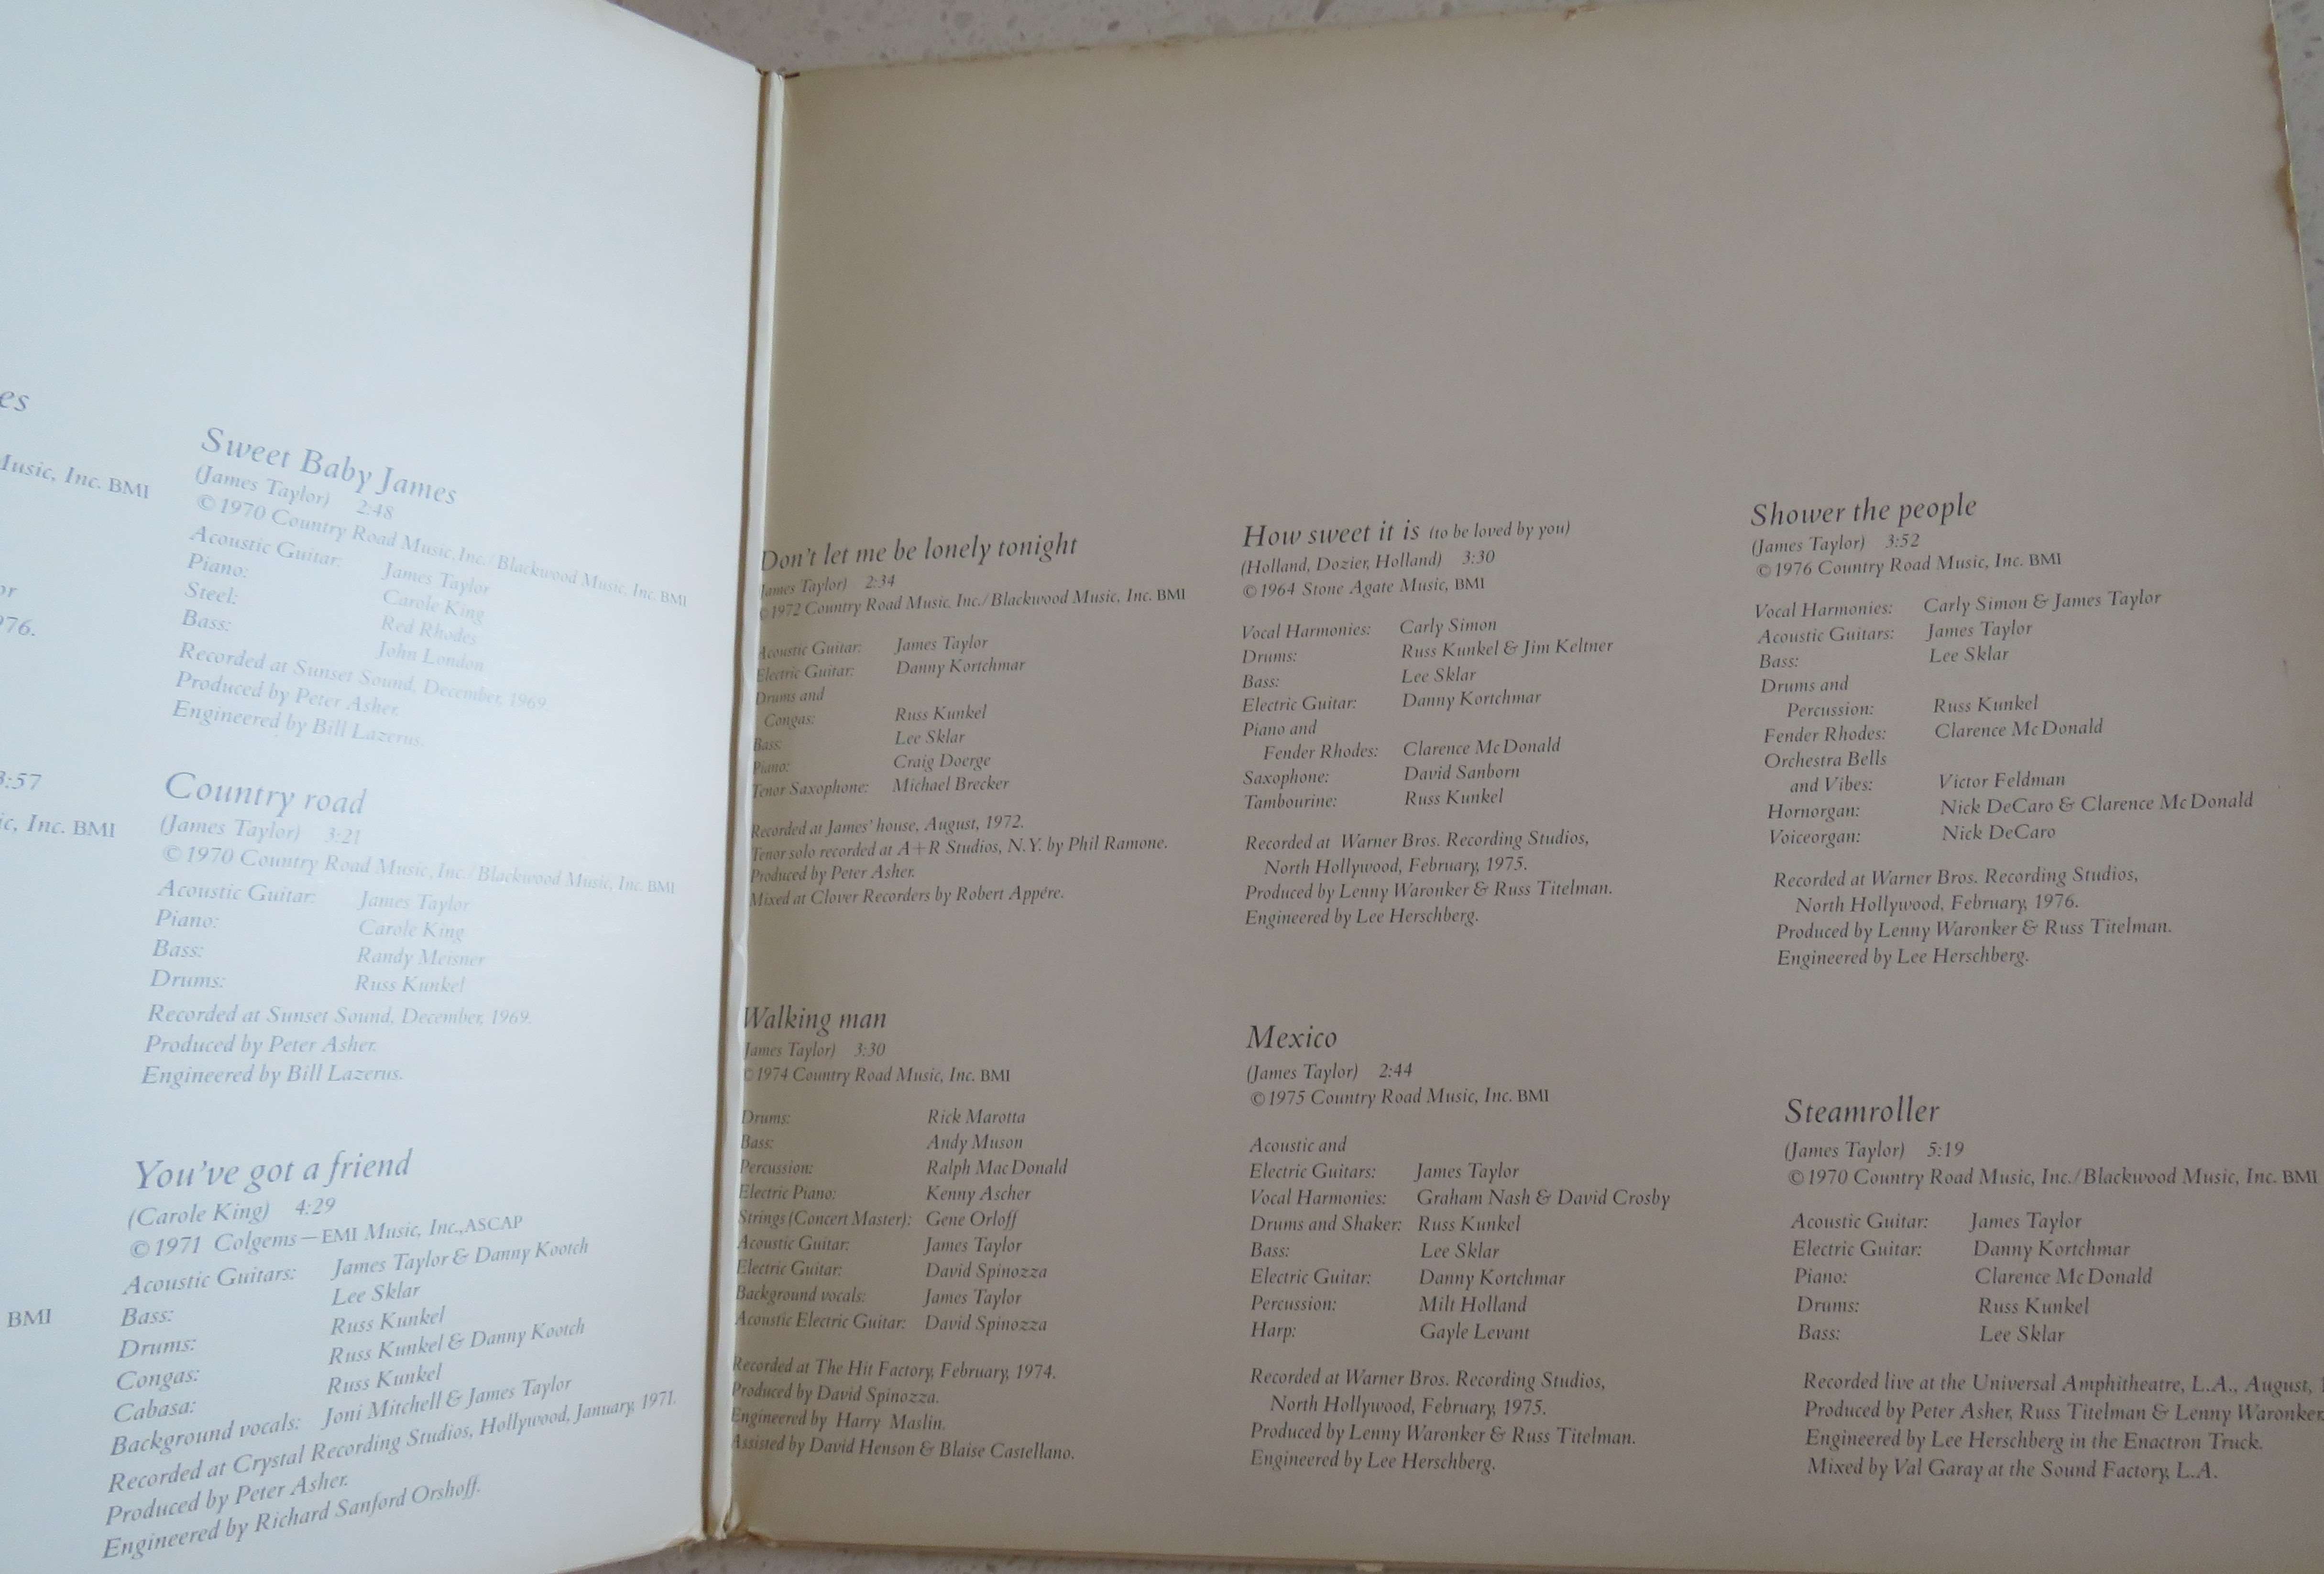 es
Music, Inc. BMI
or
976.
3:57
ic, Inc. BMI
BMI
Sweet Baby James
(James Taylor) 2:48
©1970 Country Road Music, Inc./Blackwood Music, Inc. BMI
Acoustic Guitar: James Taylor
Piano: Carole King
Steel: Red Rhodes
Bass: John London
Recorded at Sunset Sound, December, 1969.
Produced by Peter Asher.
Engineered by Bill Lazerus.
Country road
(James Taylor) 3:21
©1970 Country Road Music, Inc./Blackwood Music, Inc. BMI
Acoustic Guitar: James Taylor
Piano: Carole King
Bass: Randy Meisner
Drums: Russ Kunkel
Recorded at Sunset Sound, December, 1969.
Produced by Peter Asher.
Engineered by Bill Lazerus.
You've got a friend
(Carole King) 4:29
©1971 Colgems—EMI Music, Inc., ASCAP
Acoustic Guitars: James Taylor & Danny Kootch
Bass: Lee Sklar
Drums: Russ Kunkel
Congas: Russ Kunkel & Danny Kootch
Cabasa: Russ Kunkel
Background vocals: Joni Mitchell & James Taylor
Recorded at Crystal Recording Studios, Hollywood, January, 1971.
Produced by Peter Asher.
Engineered by Richard Sanford Orshoff.
Don't let me be lonely tonight
James Taylor) 2:34
©1972 Country Road Music, Inc./Blackwood Music, Inc. BMI
Acoustic Guitar: James Taylor
Electric Guitar: Danny Kortchmar
Drums and
Congas: Russ Kunkel
Bass: Lee Sklar
Piano: Craig Doerge
Tenor Saxophone: Michael Brecker
Recorded at James' house, August, 1972.
Tenor solo recorded at A+R Studios, N.Y. by Phil Ramone.
Produced by Peter Asher.
Mixed at Clover Recorders by Robert Appére.
Walking man
James Taylor) 3:30
©1974 Country Road Music, Inc. BMI
Drums: Rick Marotta
Bass: Andy Muson
Percussion: Ralph MacDonald
Electric Piano: Kenny Ascher
Strings (Concert Master): Gene Orloff
Acoustic Guitar: James Taylor
Electric Guitar: David Spinozza
Background vocals: James Taylor
Acoustic Electric Guitar: David Spinozza
Recorded at The Hit Factory, February, 1974.
Produced by David Spinozza.
Engineered by Harry Maslin.
Assisted by David Henson & Blaise Castellano.
How sweet it is (to be loved by you)
(Holland, Dozier, Holland) 3:30
©1964 Stone Agate Music, BMI
Vocal Harmonies: Carly Simon
Drums: Russ Kunkel & Jim Keltner
Bass: Lee Sklar
Electric Guitar: Danny Kortchmar
Piano and
Fender Rhodes: Clarence McDonald
Saxophone: David Sanborn
Tambourine: Russ Kunkel
Recorded at Warner Bros. Recording Studios,
North Hollywood, February, 1975.
Produced by Lenny Waronker & Russ Titelman.
Engineered by Lee Herschberg.
Mexico
(James Taylor) 2:44
©1975 Country Road Music, Inc. BMI
Acoustic and
Electric Guitars: James Taylor
Vocal Harmonies: Graham Nash & David Crosby
Drums and Shaker: Russ Kunkel
Bass: Lee Sklar
Electric Guitar: Danny Kortchmar
Percussion: Milt Holland
Harp: Gayle Levant
Recorded at Warner Bros. Recording Studios,
North Hollywood, February, 1975.
Produced by Lenny Waronker & Russ Titelman.
Engineered by Lee Herschberg.
Shower the people
(James Taylor) 3:52
©1976 Country Road Music, Inc. BMI
Vocal Harmonies: Carly Simon & James Taylor
Acoustic Guitars: James Taylor
Bass: Lee Sklar
Drums and
Percussion: Russ Kunkel
Fender Rhodes: Clarence McDonald
Orchestra Bells
and Vibes: Victor Feldman
Hornorgan: Nick DeCaro & Clarence McDonald
Voiceorgan: Nick DeCaro
Recorded at Warner Bros. Recording Studios,
North Hollywood, February, 1976.
Produced by Lenny Waronker & Russ Titelman.
Engineered by Lee Herschberg.
Steamroller
(James Taylor) 5:19
©1970 Country Road Music, Inc./Blackwood Music, Inc. BMI
Acoustic Guitar: James Taylor
Electric Guitar: Danny Kortchmar
Piano: Clarence McDonald
Drums: Russ Kunkel
Bass: Lee Sklar
Recorded live at the Universal Amphitheatre, L.A., August,
Produced by Peter Asher, Russ Titelman & Lenny Waronker.
Engineered by Lee Herschberg in the Enactron Truck.
Mixed by Val Garay at the Sound Factory, L.A.